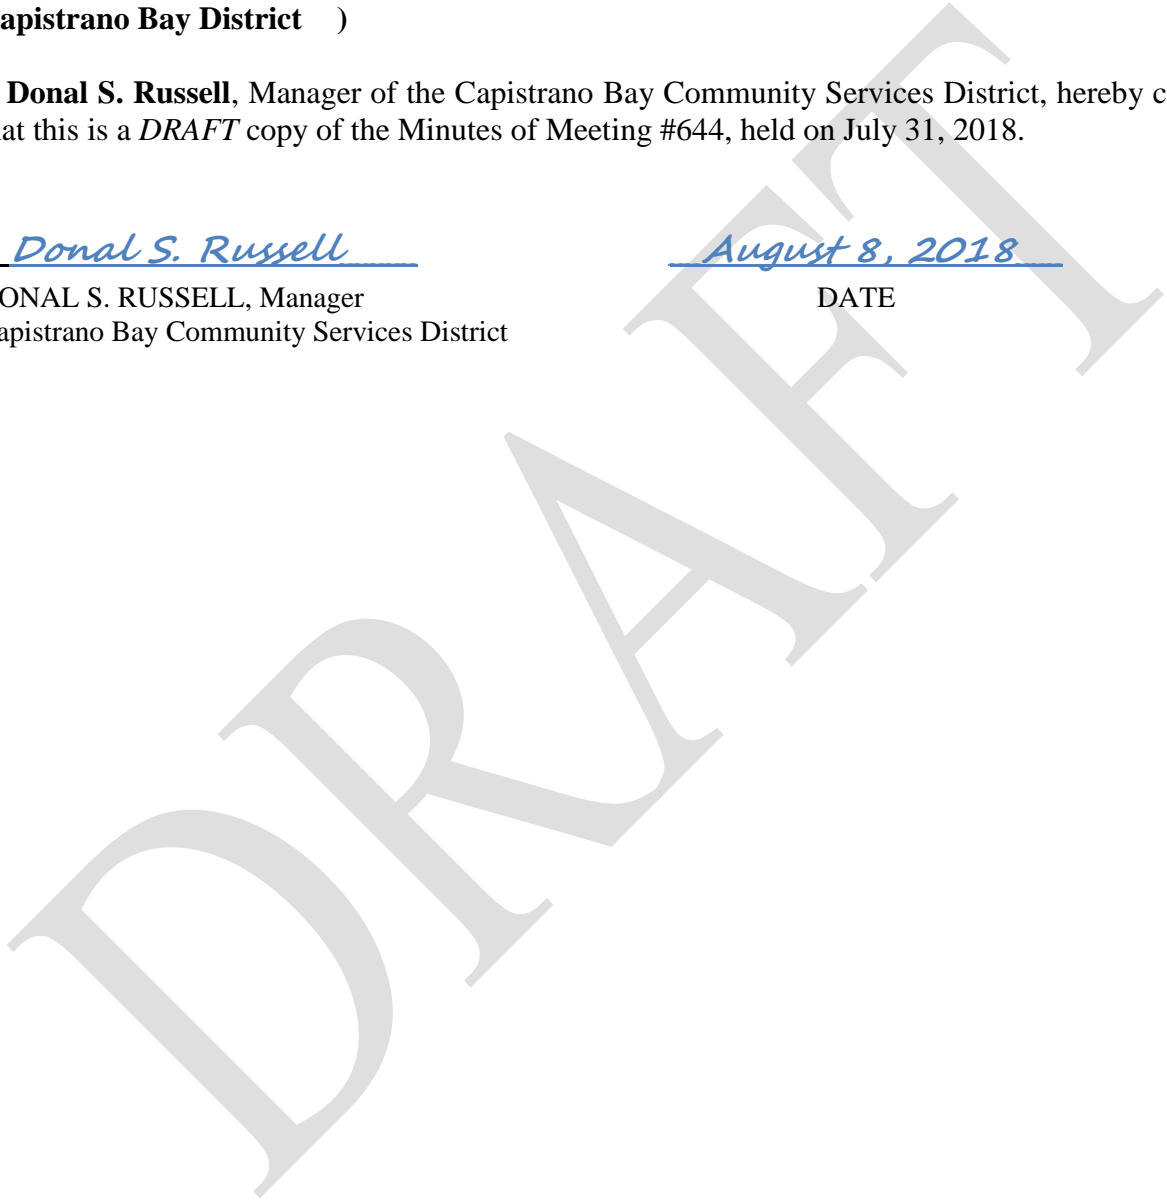 apistrano Bay District )
Donal S. Russell, Manager of the Capistrano Bay Community Services District, hereby c
at this is a DRAFT copy of the Minutes of Meeting #644, held on July 31, 2018.
Donal S. Russell August 8, 2018
ONAL S. RUSSELL, Manager DATE
apistrano Bay Community Services District
DRAFT